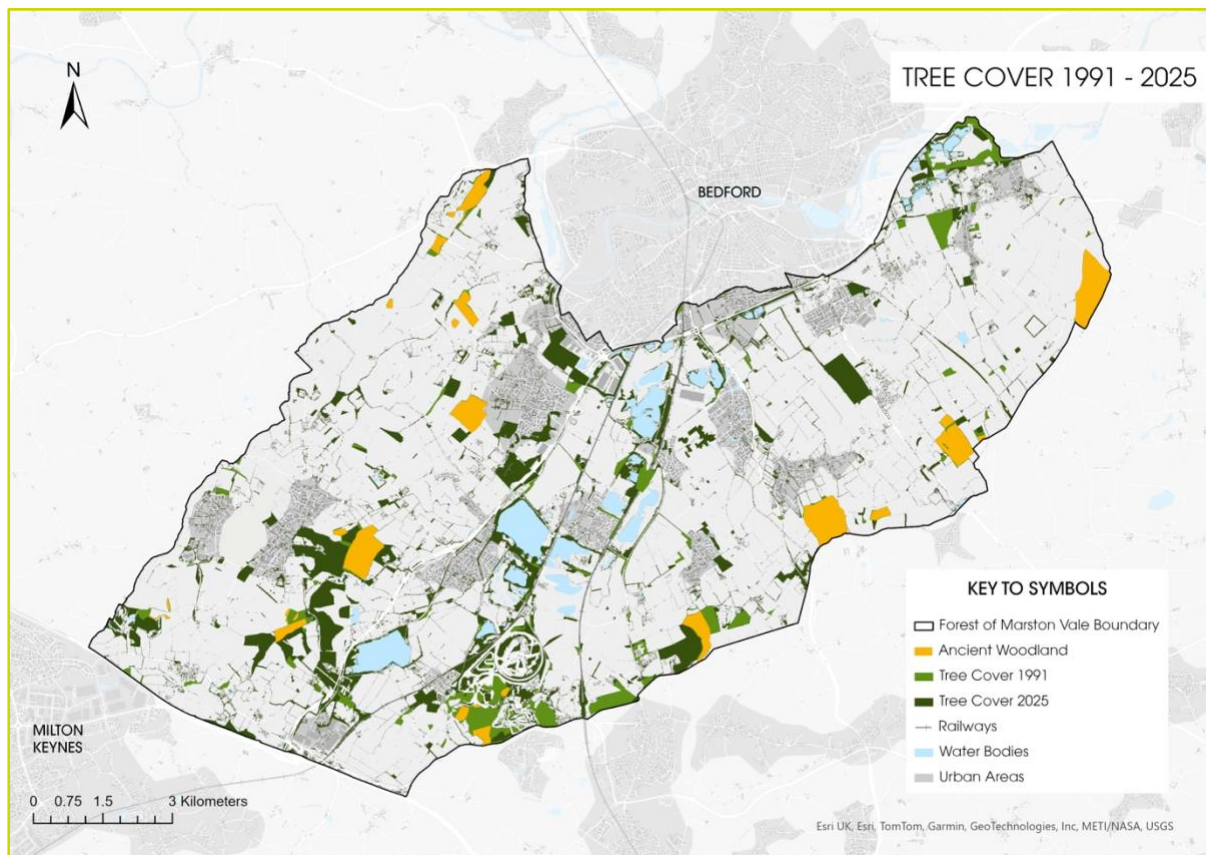 TREE COVER 1991 - 2025
N
BEDFORD
MILTON
KEYNES
KEY TO SYMBOLS
Forest of Marston Vale Boundary
Ancient Woodland
Tree Cover 1991
Tree Cover 2025
Railways
Water Bodies
Urban Areas
0 0.75 1.5 3 Kilometers
Esri UK, Esri, TomTom, Garmin, GeoTechnologies, Inc, METI/NASA, USGS